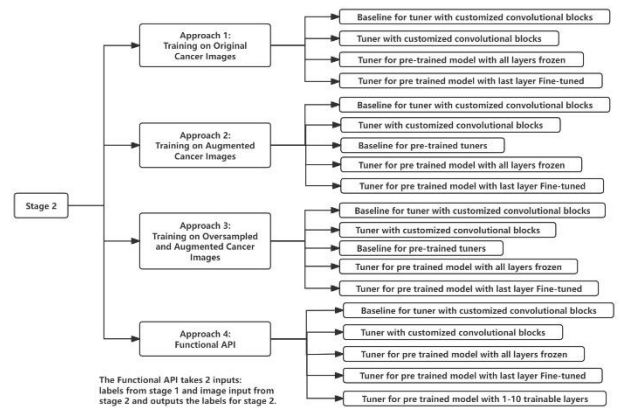 Stage 2
Approach 1:
Training on Original
Cancer Images
Baseline for tuner with customized convolutional blocks
Tuner with customized convolutional blocks
Tuner for pre-trained model with all layers frozen
Tuner for pre trained model with last layer Fine-tuned
Approach 2:
Training on Augmented
Cancer Images
Baseline for tuner with customized convolutional blocks
Tuner with customized convolutional blocks
Baseline for pre-trained tuners
Tuner for pre trained model with all layers frozen
Tuner for pre trained model with last layer Fine-tuned
Approach 3:
Training on Oversampled
and Augmented Cancer
Images
Baseline for tuner with customized convolutional blocks
Tuner with customized convolutional blocks
Baseline for pre-trained tuners
Tuner for pre trained model with all layers frozen
Tuner for pre trained model with last layer Fine-tuned
Approach 4:
Functional API
Baseline for tuner with customized convolutional blocks
Tuner with customized convolutional blocks
Tuner for pre trained model with all layers frozen
Tuner for pre trained model with last layer Fine-tuned
Tuner for pre trained model with 1-10 trainable layers
The Functional API takes 2 inputs:
labels from stage 1 and image input from
stage 2 and outputs the labels for stage 2.